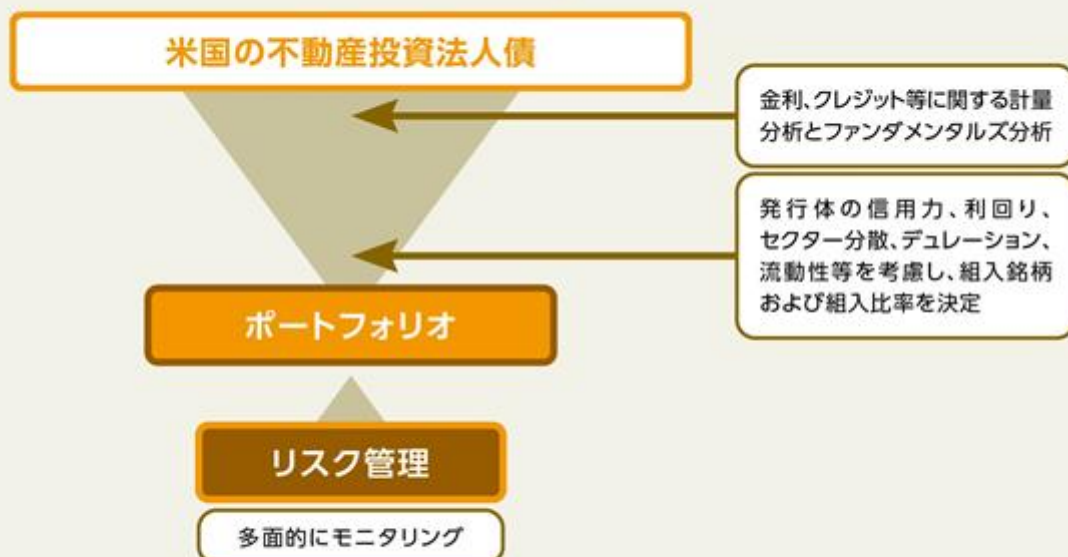 米国の不動産投資法人債
金利、クレジット等に関する計量
分析とファンダメンタルズ分析
発行体の信用力、利回り、
セクター分散、デュレーション、
流動性等を考慮し、組入銘柄
および組入比率を決定
ポートフォリオ
リスク管理
多面的にモニタリング